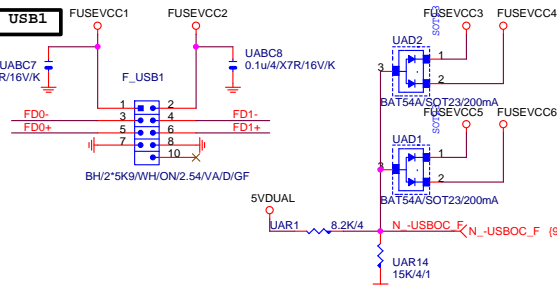 USB1
FUSEVCC1
FUSEVCC2
FUSEVCC3
FUSEVCC4
UABC7
R/16V/K
F_USB1
UABC8
0.1u/4/X7R/16V/K
UAD2
3
1
2
BAT54A/SOT23/200mA
1
2
FD0-
3
4
FD1-
FD0+
5
6
FD1+
7
8
10
BH/2*5K9/WH/ON/2.54/VA/D/GF
FUSEVCC5
FUSEVCC6
UAD1
3
1
2
BAT54A/SOT23/200mA
5VDUAL
UAR1
8.2K/4
N_-USBOC_F
N_-USBOC_F
UAR14
15K/4/1